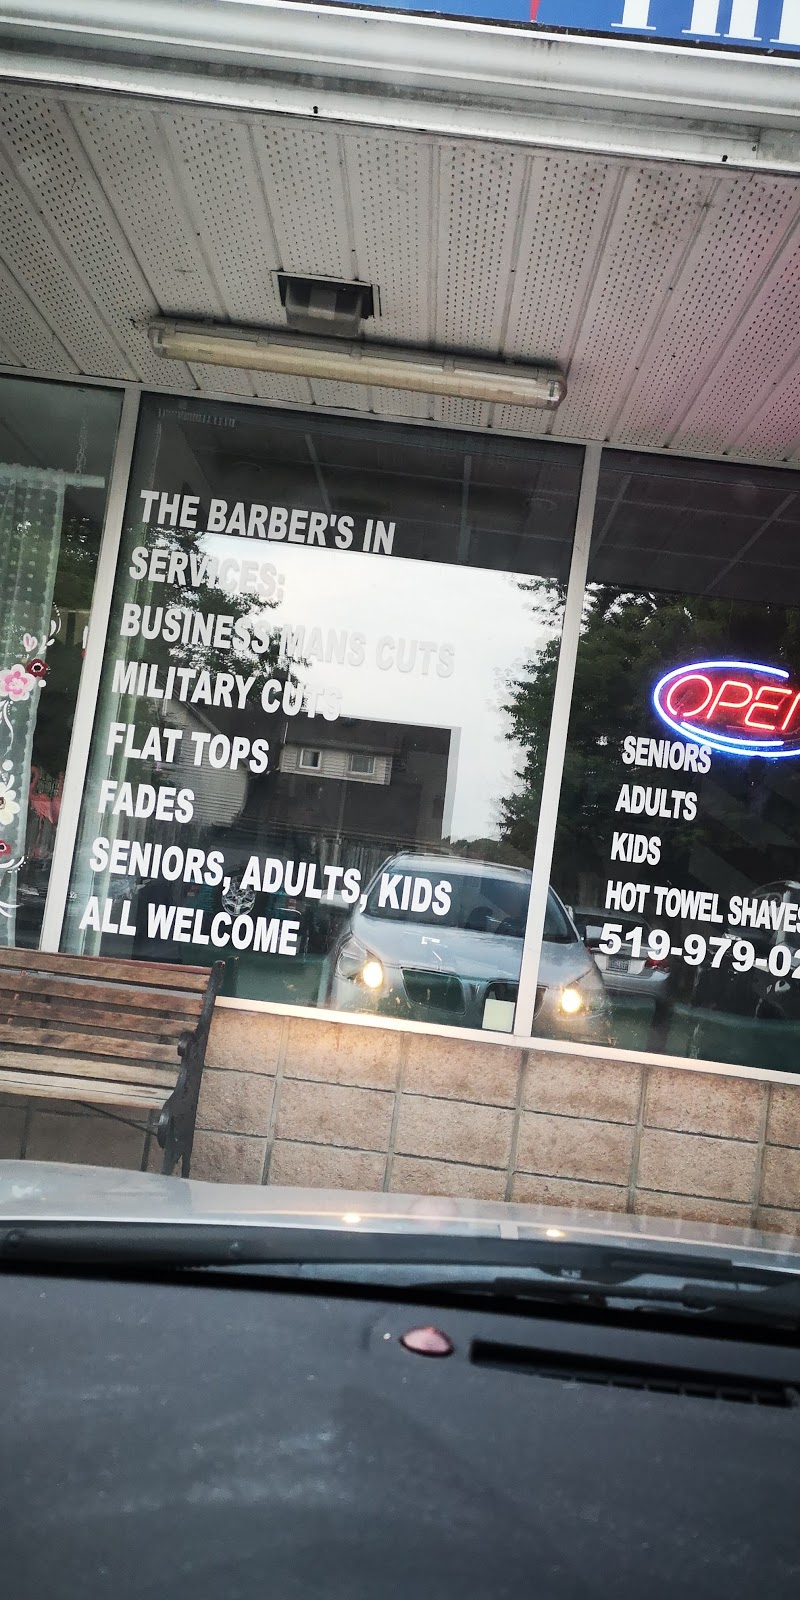 THE BARBER'S IN
SERVICES:
BUSINESS MANS CUTS
MILITARY CUTS
FLAT TOPS
FADES
SENIORS, ADULTS, KIDS
ALL WELCOME
OPEN
SENIORS
ADULTS
KIDS
HOT TOWEL SHAVES
519-979-02